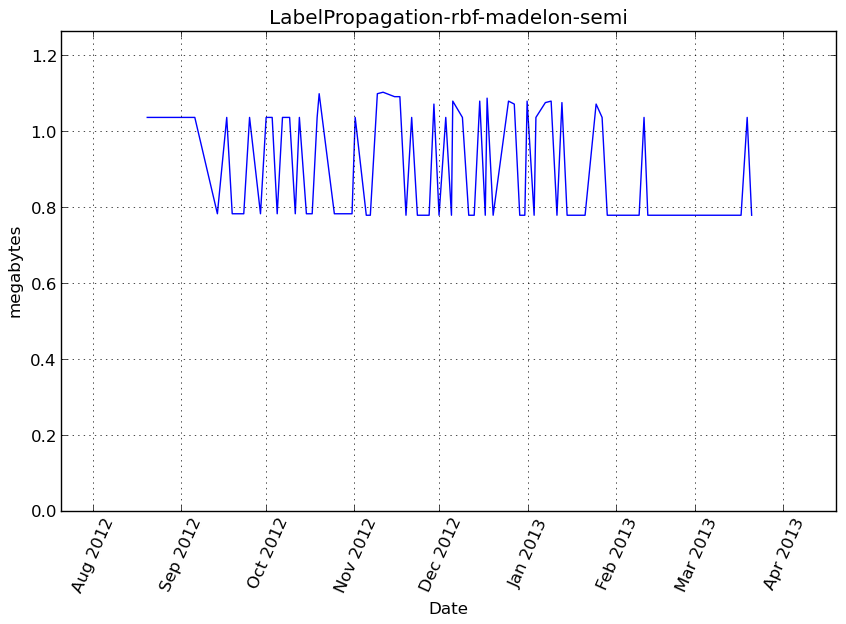 LabelPropagation-rbf-madelon-semi
megabytes
1.2
1.0
0.8
0.6
0.4
0.2
0.0
Aug 2012
Sep 2012
Oct 2012
Nov 2012
Dec 2012
Jan 2013
Feb 2013
Mar 2013
Apr 2013
Date